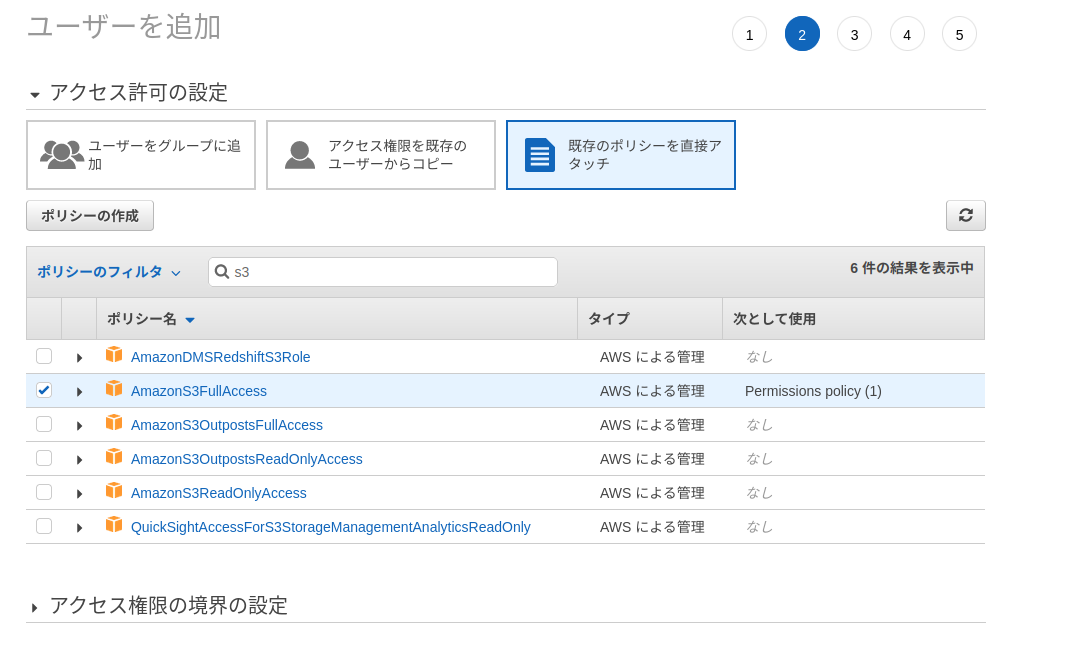 ユーザーを追加
1 2 3 4 5
アクセス許可の設定
ユーザーをグループに追
加
アクセス権限を既存の
ユーザーからコピー
既存のポリシーを直接ア
タッチ
ポリシーの作成
ポリシーのフィルタ s3 6 件の結果を表示中
ポリシー名 タイプ 次として使用
AmazonDMSRedshiftS3Role AWS による管理 なし
AmazonS3FullAccess AWS による管理 Permissions policy (1)
AmazonS3OutpostsFullAccess AWS による管理 なし
AmazonS3OutpostsReadOnlyAccess AWS による管理 なし
AmazonS3ReadOnlyAccess AWS による管理 なし
QuickSightAccessForS3StorageManagementAnalyticsReadOnly AWS による管理 なし
アクセス権限の境界の設定